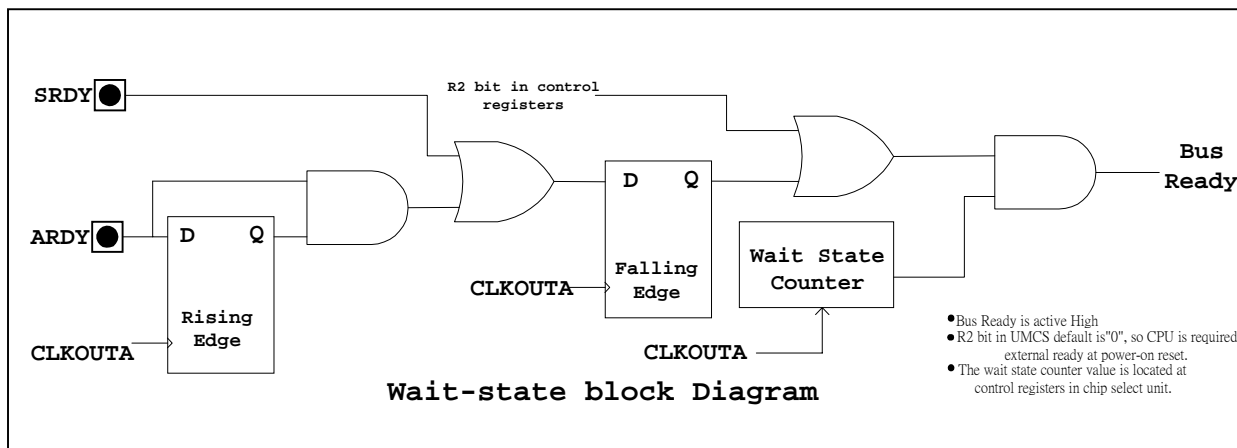 SRDY
R2 bit in control
registers
Bus
Ready
D Q
ARDY
D Q
Falling
Edge
Wait State
Counter
CLKOUTA
Rising
Edge
CLKOUTA
CLKOUTA
●Bus Ready is active High
●R2 bit in UMCS default is"0", so CPU is required
external ready at power-on reset.
●The wait state counter value is located at
control registers in chip select unit.
Wait-state block Diagram